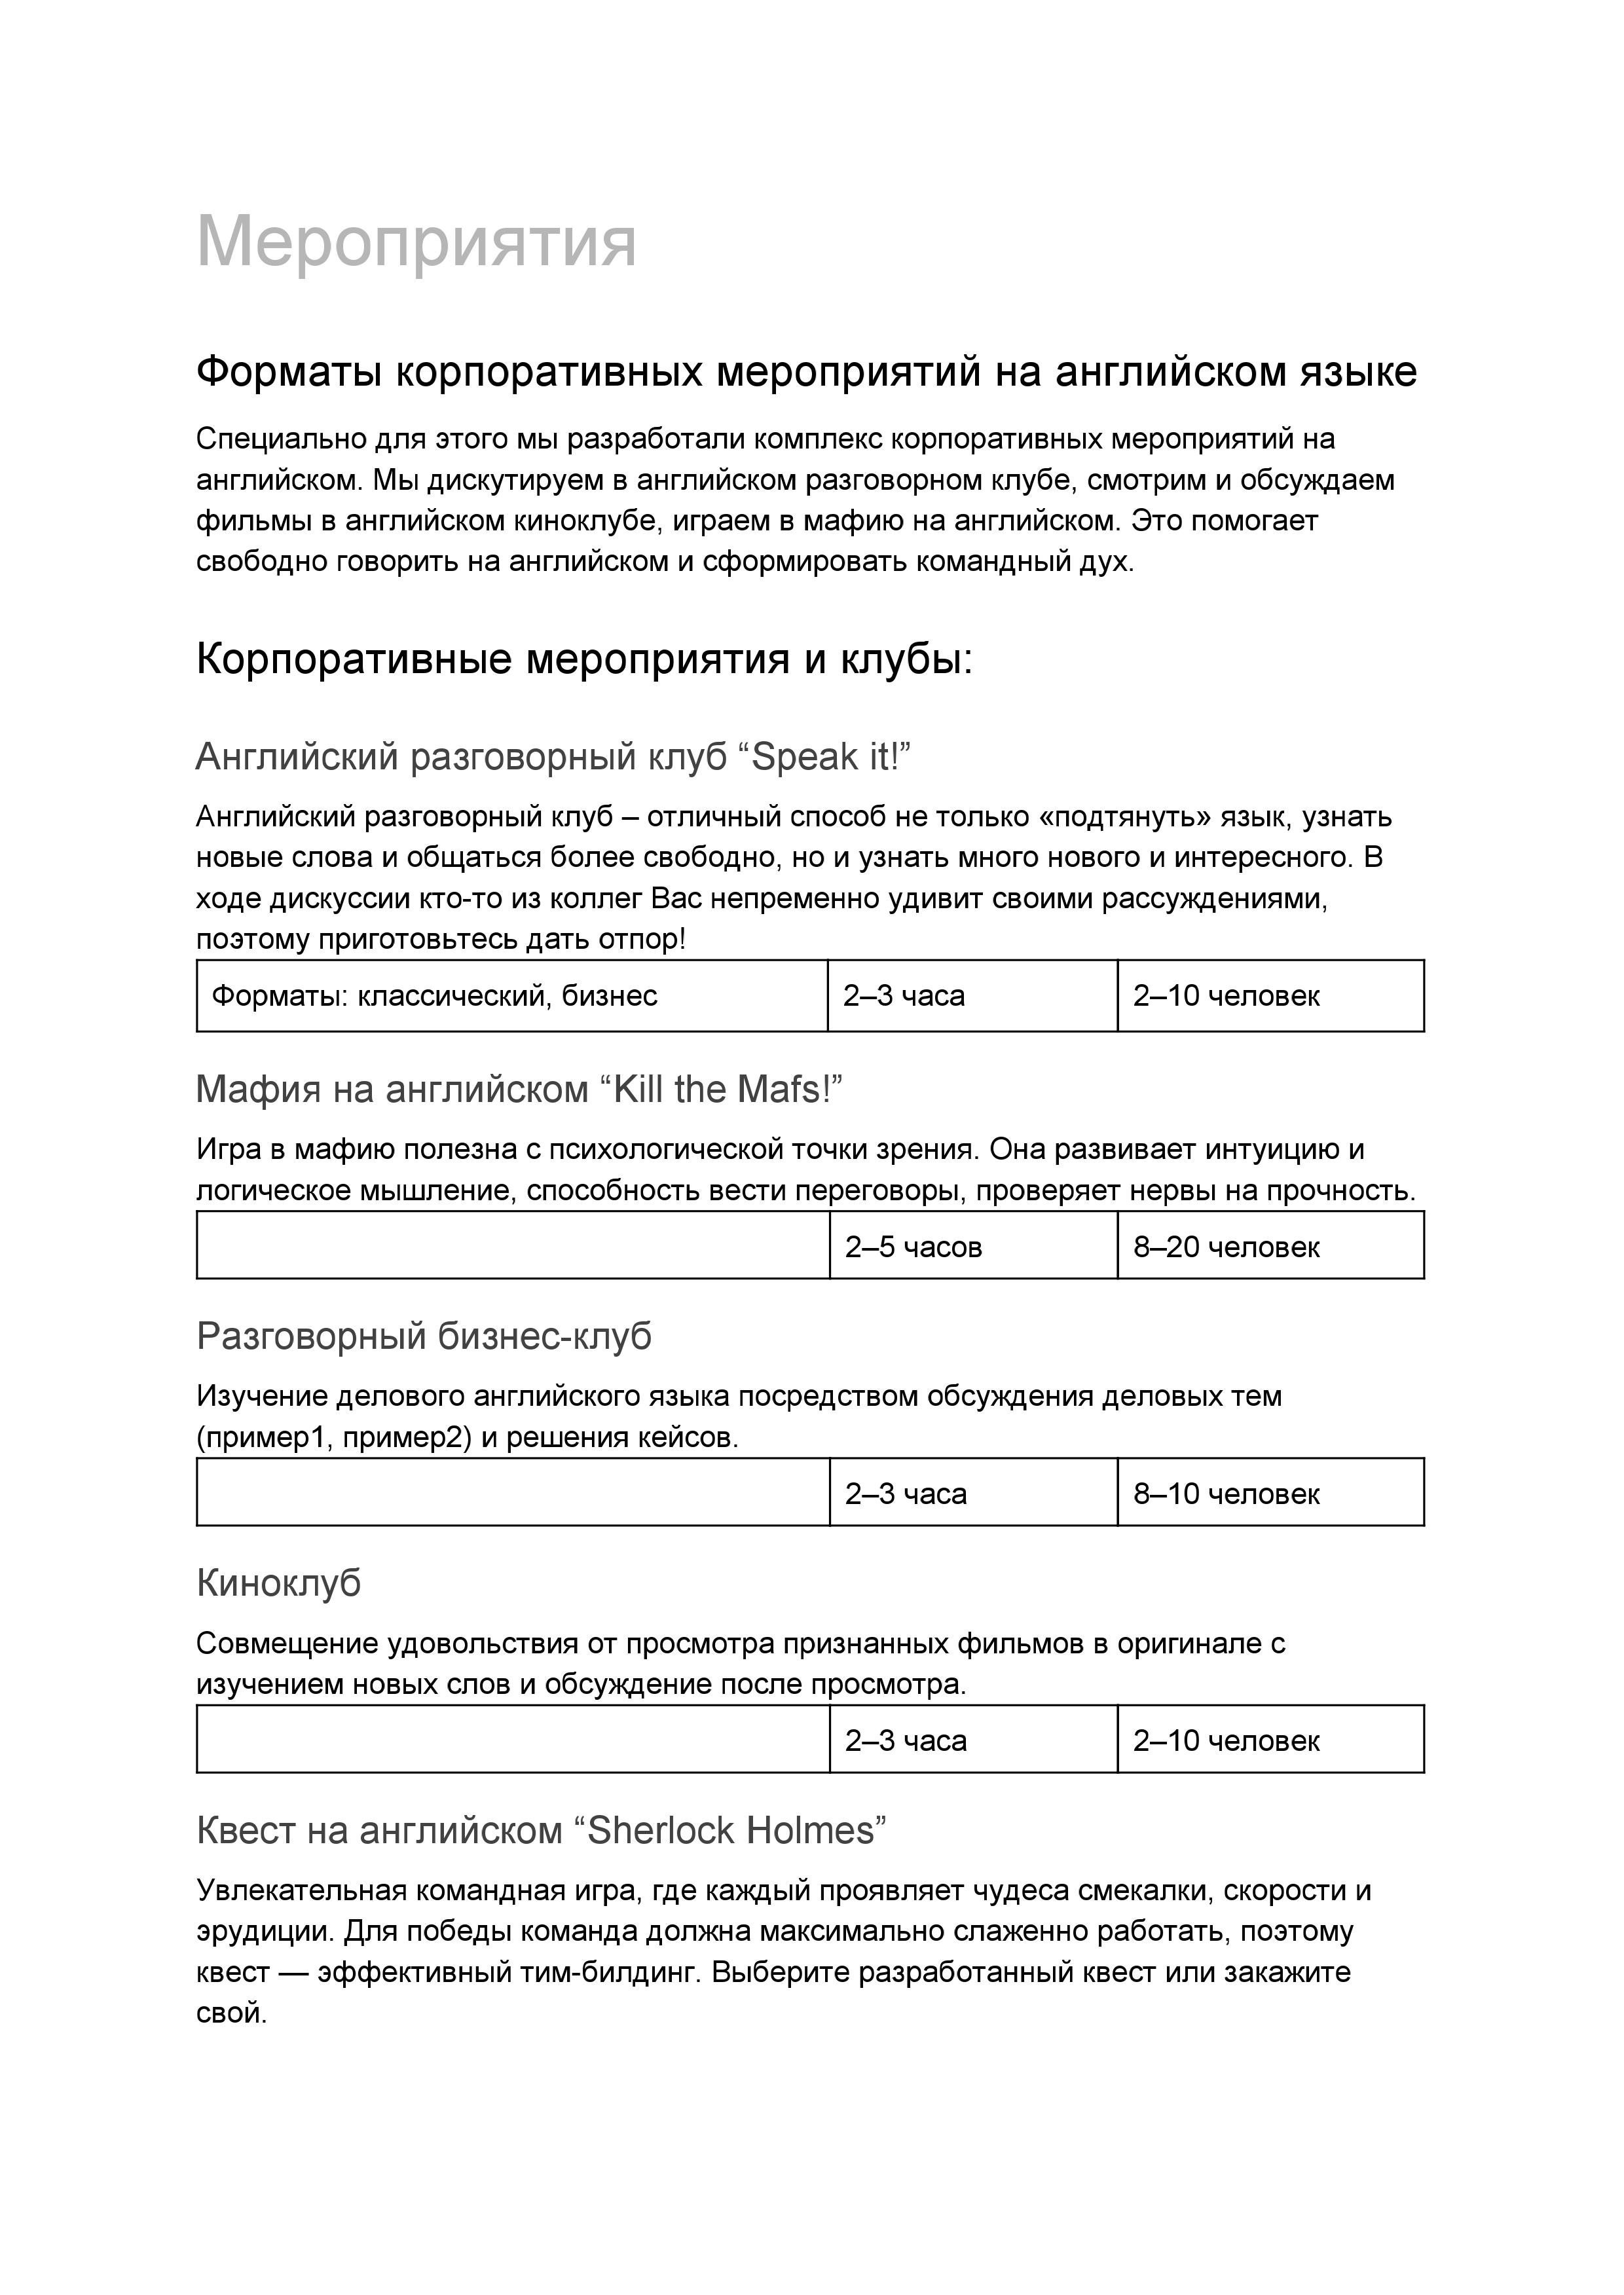 Мероприятия
Форматы корпоративных мероприятий на английском языке
Специально для этого мы разработали комплекс корпоративных мероприятий на
английском. Мы дискутируем в английском разговорном клубе, смотрим и обсуждаем
фильмы в английском киноклубе, играем в мафию на английском. Это помогает
свободно говорить на английском и сформировать командный дух.
Корпоративные мероприятия и клубы:
Английский разговорный клуб “Speak it!”
Английский разговорный клуб – отличный способ не только «подтянуть» язык, узнать
новые слова и общаться более свободно, но и узнать много нового и интересного. В
ходе дискуссии кто-то из коллег Вас непременно удивит своими рассуждениями,
поэтому приготовьтесь дать отпор!
Форматы: классический, бизнес 2–3 часа 2–10 человек
Мафия на английском “Kill the Mafs!”
Игра в мафию полезна с психологической точки зрения. Она развивает интуицию и
логическое мышление, способность вести переговоры, проверяет нервы на прочность.
2–5 часов 8–20 человек
Разговорный бизнес-клуб
Изучение делового английского языка посредством обсуждения деловых тем
(пример1, пример2) и решения кейсов.
2–3 часа 8–10 человек
Киноклуб
Совмещение удовольствия от просмотра признанных фильмов в оригинале с
изучением новых слов и обсуждение после просмотра.
2–3 часа 2–10 человек
Квест на английском “Sherlock Holmes”
Увлекательная командная игра, где каждый проявляет чудеса смекалки, скорости и
эрудиции. Для победы команда должна максимально слаженно работать, поэтому
квест — эффективный тим-билдинг. Выберите разработанный квест или закажите
свой.